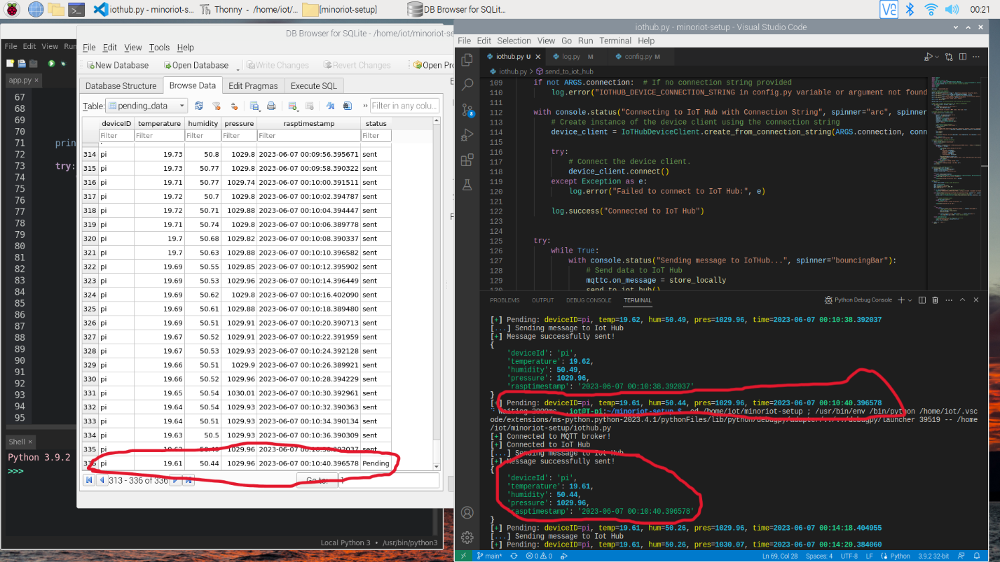 iothub.py - minoriot-s...
Thonny - /home/iot/...
[minoriot-setup]
DB Browser for SQLit...
00:21
File Edit View Run
app.py ×
67
68
69
70
71 prin
72
73 try:
74
75
76
77
78
79
80
81
82
83
84
85
86
87
88
89
90
91
92
93
94
95
Shell ×
Python 3.9.2
>>>
Local Python 3 • /usr/bin/python3
DB Browser for SQLite - /home/iot/minoriot-se
File Edit View Tools Help
New Database Open Database Write Changes Revert Changes Open Pro
Database Structure Browse Data Edit Pragmas Execute SQL
Table: pending_data » Filter in any colu...
deviceID temperature humidity pressure rasptimestamp status
Filter Filter Filter Filter Filter Filter
314 pi 19.73 50.8 1029.8 2023-06-07 00:09:56.395671 sent
315 pi 19.73 50.77 1029.8 2023-06-07 00:09:58.390322 sent
316 pi 19.71 50.77 1029.74 2023-06-07 00:10:00.391511 sent
317 pi 19.72 50.7 1029.8 2023-06-07 00:10:02.394787 sent
318 pi 19.72 50.71 1029.88 2023-06-07 00:10:04.394447 sent
319 pi 19.71 50.74 1029.8 2023-06-07 00:10:06.389778 sent
320 pi 19.7 50.68 1029.82 2023-06-07 00:10:08.390337 sent
321 pi 19.7 50.63 1029.88 2023-06-07 00:10:10.396582 sent
322 pi 19.69 50.55 1029.85 2023-06-07 00:10:12.395902 sent
323 pi 19.69 50.53 1029.96 2023-06-07 00:10:14.396449 sent
324 pi 19.69 50.62 1029.8 2023-06-07 00:10:16.402090 sent
325 pi 19.69 50.61 1029.88 2023-06-07 00:10:18.389480 sent
326 pi 19.69 50.51 1029.91 2023-06-07 00:10:20.390713 sent
327 pi 19.67 50.52 1029.93 2023-06-07 00:10:22.391959 sent
328 pi 19.67 50.51 1029.93 2023-06-07 00:10:24.392128 sent
329 pi 19.66 50.51 1029.9 2023-06-07 00:10:26.389921 sent
330 pi 19.66 50.52 1029.96 2023-06-07 00:10:28.394229 sent
331 pi 19.65 50.54 1030.01 2023-06-07 00:10:30.392961 sent
332 pi 19.64 50.54 1029.93 2023-06-07 00:10:32.390363 sent
333 pi 19.64 50.51 1029.93 2023-06-07 00:10:34.390134 sent
334 pi 19.63 50.5 1029.93 2023-06-07 00:10:36.390309 sent
335 pi 1029.96 sent
336 pi 19.61 50.44 1029.96 2023-06-07 00:10:40.396578 Pending
313 - 336 of 336 Go to: 1
iothub.py - minoriot-setup - Visual Studio Code
File Edit Selection View Go Run Terminal Help
iothub.py U × log.py M config.py M
iothub.py > send_to_iot_hub
109 if not ARGS.connection: # If no connection string provided
110 log.error("IOTHUB_DEVICE_CONNECTION_STRING in config.py variable or argument not found
111
112 with console.status("Connecting to IoT Hub with Connection String", spinner="arc", spinner
113 # Create instance of the device client using the connection string
114 device_client = IoTHubDeviceClient.create_from_connection_string(ARGS.connection, conn
115
116 try:
117 # Connect the device client.
118 device_client.connect()
119 except Exception as e:
120 log.error("Failed to connect to IoT Hub:", e)
121
122 log.success("Connected to IoT Hub")
123
124
125 try:
126 while True:
127 with console.status("Sending message to IoTHub...", spinner="bouncingBar"):
128 # Send data to IoT Hub
129 mqttc.on_message = store_locally
130 send_to_iot_hub()
8
PROBLEMS OUTPUT DEBUG CONSOLE TERMINAL Python Debug Console
[+] Pending: deviceID=pi, temp=19.62, hum=50.49, pres=1029.96, time=2023-06-07 00:10:38.392037
[...] Sending message to Iot Hub
[+] Message successfully sent!
{
'deviceId': 'pi',
'temperature': 19.62,
'humidity': 50.49,
'pressure': 1029.96,
'rasptimestamp': '2023-06-07 00:10:38.392037'
}
[+] Pending: deviceID=pi, temp=19.61, hum=50.44, pres=1029.96, time=2023-06-07 00:10:40.396578
Waiting 2000ms...iot@T-pi:~/minoriot-setup $ cd /home/iot/minoriot-setup ; /usr/bin/env /bin/python /home/iot/.vsc
ode/extensions/ms-python.python-2023.4.1/pythonFiles/lib/python/debugpy/adapter/../../debugpy/launcher 39519 -- /home
/iot/minoriot-setup/iothub.py
[+] Connected to MQTT broker!
[+] Connected to IoT Hub
[...] Sending message to Iot Hub
[+] Message successfully sent!
{
'deviceId': 'pi',
'temperature': 19.61,
'humidity': 50.44,
'pressure': 1029.96,
'rasptimestamp': '2023-06-07 00:10:40.396578'
}
[+] Pending: deviceID=pi, temp=19.61, hum=50.26, pres=1029.96, time=2023-06-07 00:14:18.404955
[...] Sending message to Iot Hub
[+] Pending: deviceID=pi, temp=19.61, hum=50.26, pres=1030.07, time=2023-06-07 00:14:20.384060
main* 0 0 Ln 69, Col 28 Spaces: 4 UTF-8 LF Python 3.9.2 32-bit